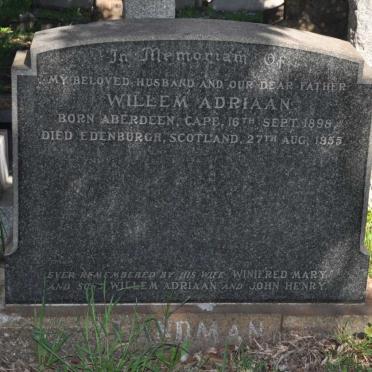 In Memoriam Of
MY BELOVED HUSBAND AND OUR DEAR FATHER
WILLEM ADRIAAN
BORN ABERDEEN, CAPE, 16TH SEPT. 1898.
DIED EDENBURGH, SCOTLAND, 27TH AUG. 1955.
EVER REMEMBERED BY HIS WIFE WINIFRED MARY
AND SONS WILLEM ADRIAAN AND JOHN HENRY.